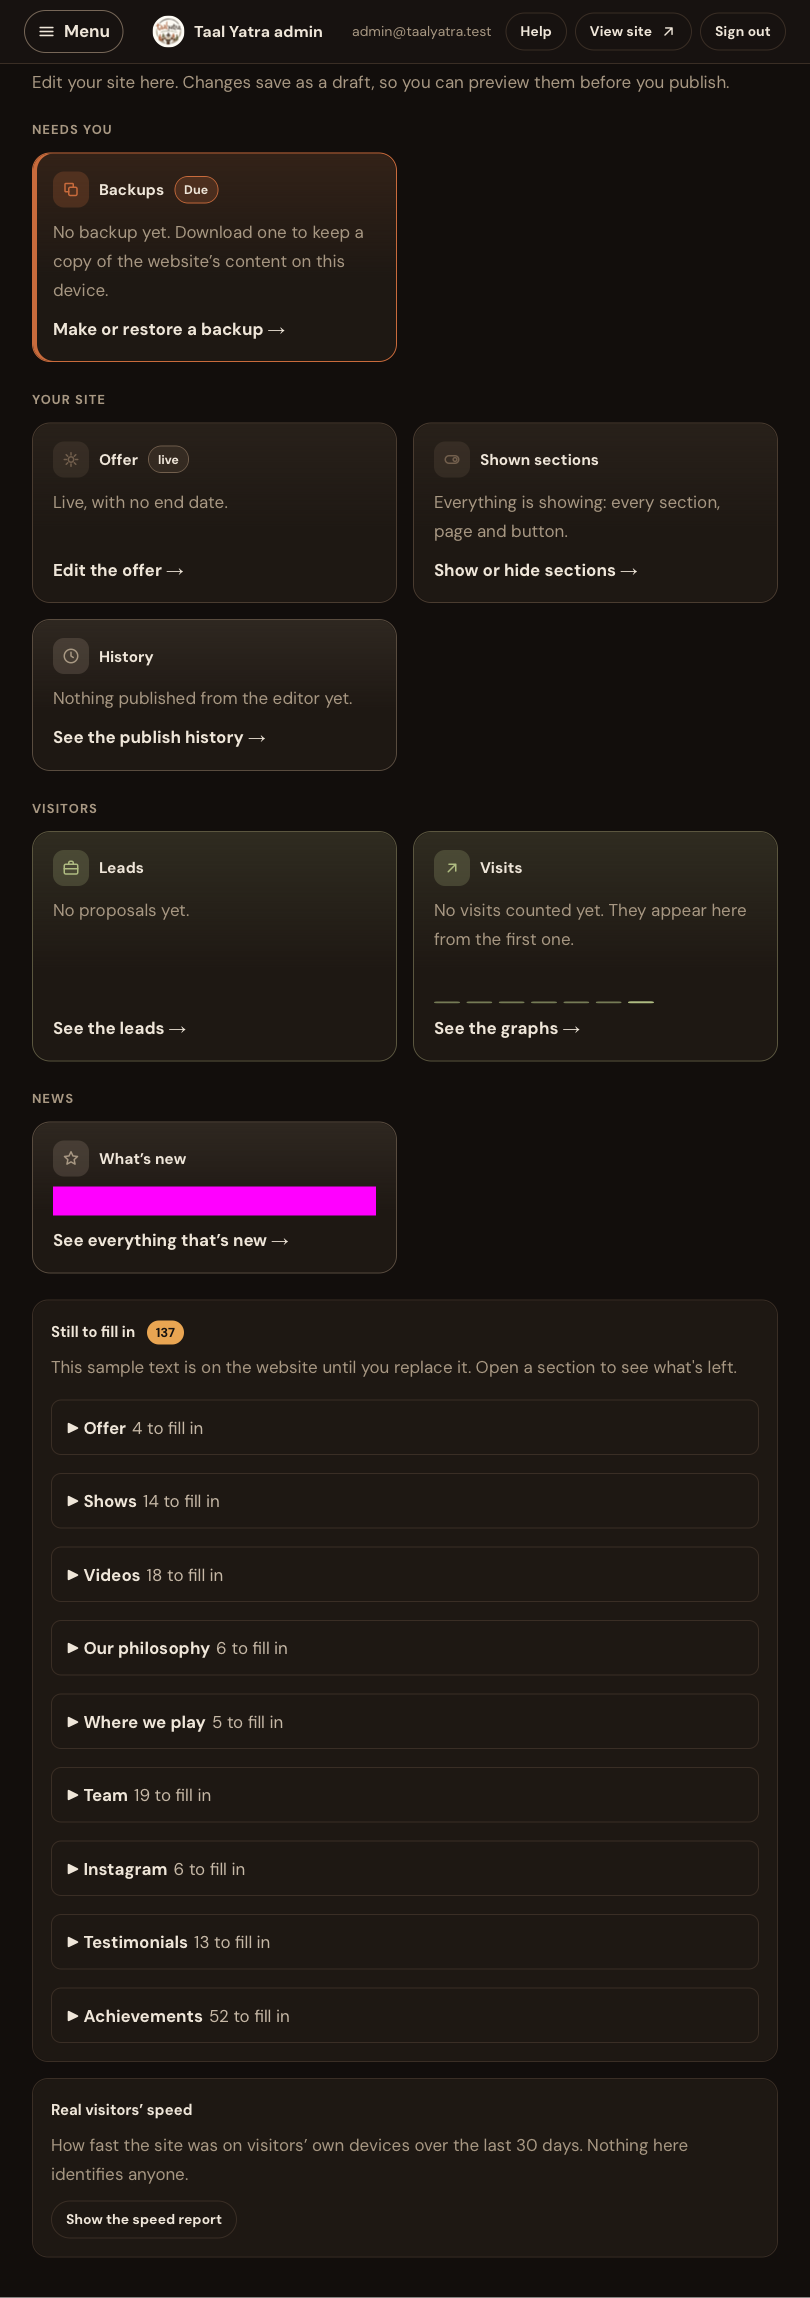 Menu
Taal Yatra admin
admin@taalyatra.test
Help
View site
Sign out
Edit your site here. Changes save as a draft, so you can preview them before you publish.
NEEDS YOU
Backups
Due
No backup yet. Download one to keep a
copy of the website’s content on this
device.
Make or restore a backup →
YOUR SITE
Offer
live
Live, with no end date.
Edit the offer →
Shown sections
Everything is showing: every section,
page and button.
Show or hide sections →
History
Nothing published from the editor yet.
See the publish history →
VISITORS
Leads
No proposals yet.
See the leads →
Visits
No visits counted yet. They appear here
from the first one.
See the graphs →
NEWS
What’s new
See everything that’s new →
Still to fill in 137
This sample text is on the website until you replace it. Open a section to see what's left.
Offer 4 to fill in
Shows 14 to fill in
Videos 18 to fill in
Our philosophy 6 to fill in
Where we play 5 to fill in
Team 19 to fill in
Instagram 6 to fill in
Testimonials 13 to fill in
Achievements 52 to fill in
Real visitors’ speed
How fast the site was on visitors’ own devices over the last 30 days. Nothing here
identifies anyone.
Show the speed report